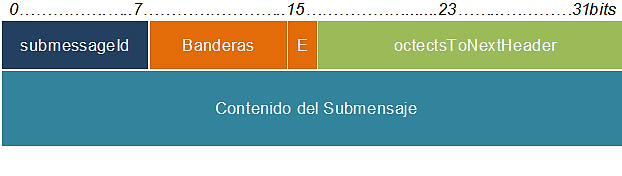 0…………………7……………………..15…………………….23……………….31bits
submessageId Banderas E octectsToNextHeader
Contenido del Submensaje